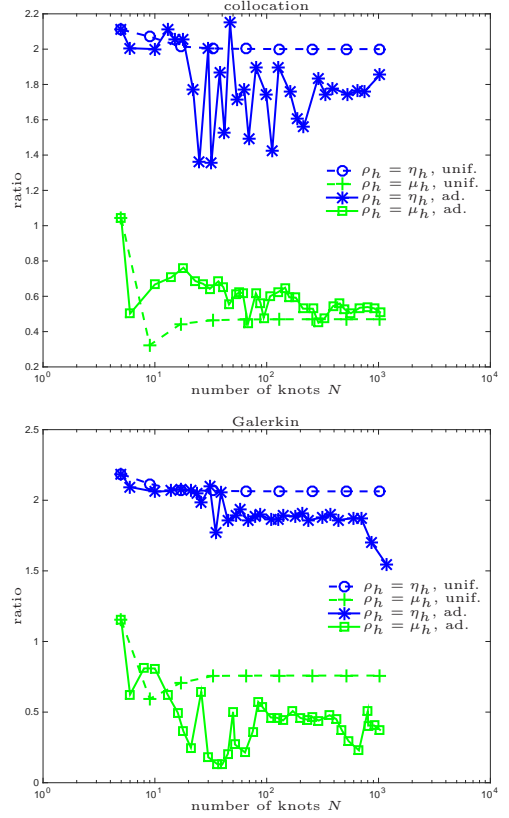 collocation
2.2
2
1.8
1.6
1.4
1.2
1
0.8
0.6
0.4
0.2
ratio
ρ_h = η_h, unif.
ρ_h = μ_h, unif.
ρ_h = η_h, ad.
ρ_h = μ_h, ad.
10^0
10^1
10^2
10^3
10^4
number of knots N
Galerkin
2.5
2
1.5
1
0.5
0
ratio
ρ_h = η_h, unif.
ρ_h = μ_h, unif.
ρ_h = η_h, ad.
ρ_h = μ_h, ad.
10^0
10^1
10^2
10^3
10^4
number of knots N